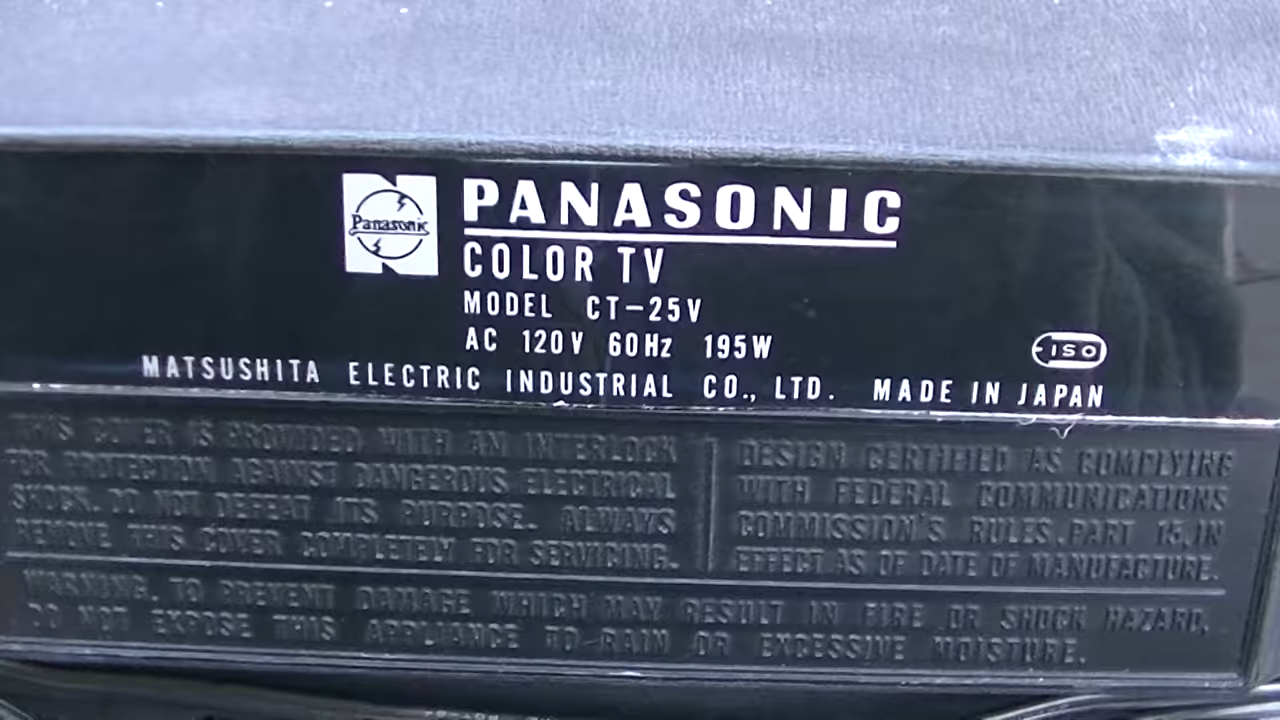 Panasonic
PANASONIC
COLOR TV
MODEL CT-25V
AC 120V 60Hz 195W
ISO
MATSUSHITA ELECTRIC INDUSTRIAL CO., LTD. MADE IN JAPAN
THIS COVER IS PROVIDED WITH AN INTERLOCK
FOR PROTECTION AGAINST DANGEROUS ELECTRICAL
SHOCK. DO NOT DEFEAT ITS PURPOSE. ALWAYS
REMOVE THIS COVER COMPLETELY FOR SERVICING.
DESIGN CERTIFIED AS COMPLYING
WITH FEDERAL COMMUNICATIONS
COMMISSION'S RULES, PART 15, IN
EFFECT AS OF DATE OF MANUFACTURE.
WARNING. TO PREVENT DAMAGE WHICH MAY RESULT IN FIRE OR SHOCK HAZARD,
DO NOT EXPOSE THIS APPLIANCE TO RAIN OR EXCESSIVE MOISTURE.